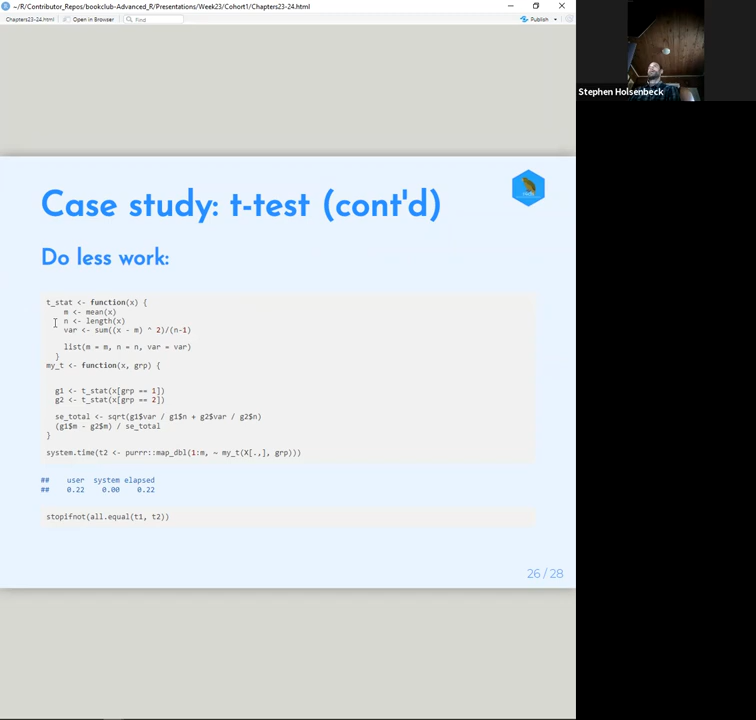 ~/R/Contributor_Repos/bookclub-Advanced_R/Presentations/Week23/Cohort1/Chapters23-24.html
Chapters23-24.html
Open in Browser
Find
Publish
Stephen Holsenbeck
Case study: t-test (cont'd)
Do less work:
t_stat <- function(x) {
m <- mean(x)
n <- length(x)
var <- sum((x - m) ^ 2)/(n-1)
list(m = m, n = n, var = var)
}
my_t <- function(x, grp) {
g1 <- t_stat(x[grp == 1])
g2 <- t_stat(x[grp == 2])
se_total <- sqrt(g1$var / g1$n + g2$var / g2$n)
(g1$m - g2$m) / se_total
}
system.time(t2 <- purrr::map_dbl(1:m, ~ my_t(X[.,], grp)))
## user system elapsed
## 0.22 0.00 0.22
stopifnot(all.equal(t1, t2))
26 / 28